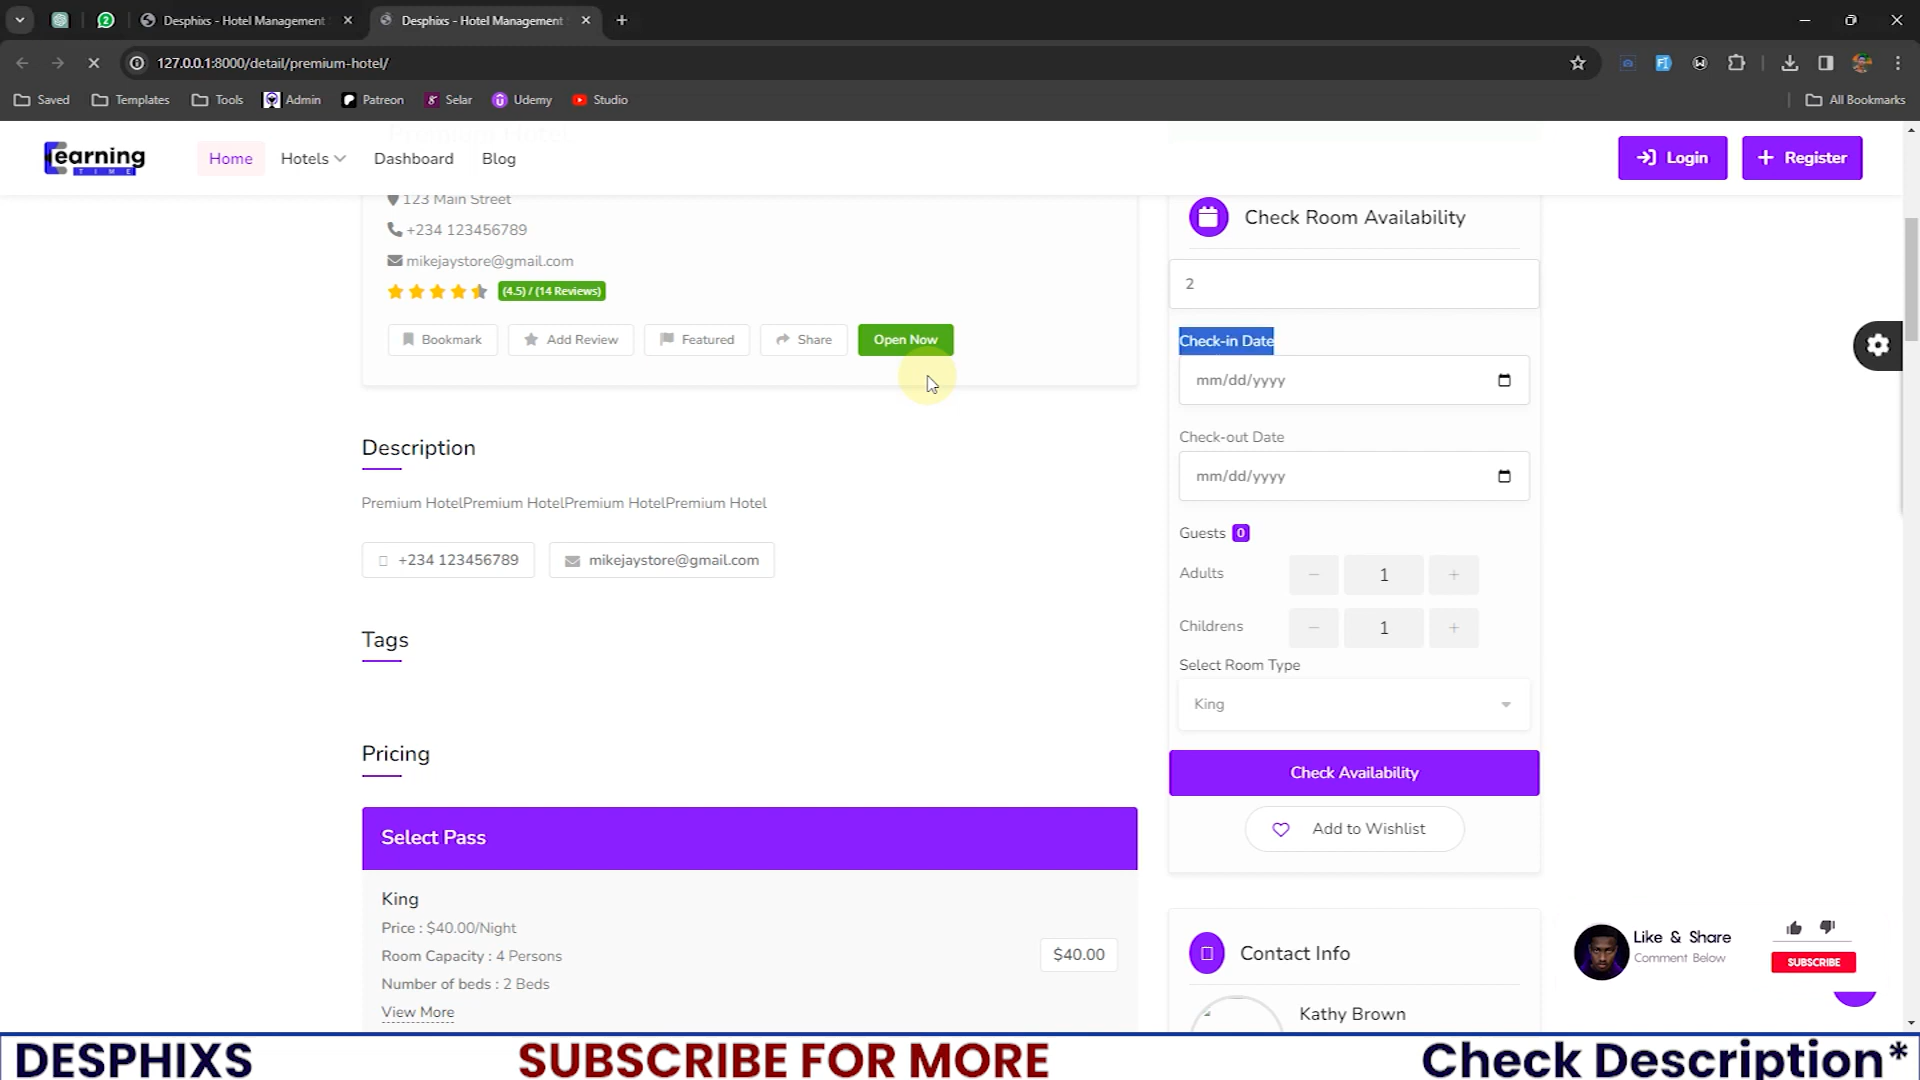 Desphixs - Hotel Management
Desphixs - Hotel Management
127.0.0.1:8000/detail/premium-hotel/
Saved
Templates
Tools
Admin
Patreon
Selar
Udemy
Studio
All Bookmarks
Learning
TIME
Home
Hotels
Dashboard
Blog
Login
Register
Premium Hotel
123 Main Street
+234 123456789
mikejaystore@gmail.com
(4.5) / (14 Reviews)
Bookmark
Add Review
Featured
Share
Open Now
Description
Premium HotelPremium HotelPremium HotelPremium Hotel
+234 123456789
mikejaystore@gmail.com
Tags
Pricing
Select Pass
King
Price : $40.00/Night
Room Capacity : 4 Persons
Number of beds : 2 Beds
View More
$40.00
Check Room Availability
2
Check-in Date
mm/dd/yyyy
Check-out Date
mm/dd/yyyy
Guests 0
Adults
1
Childrens
1
Select Room Type
King
Check Availability
Add to Wishlist
Contact Info
Kathy Brown
Like & Share
Comment Below
SUBSCRIBE
DESPHIXS
SUBSCRIBE FOR MORE
Check Description*